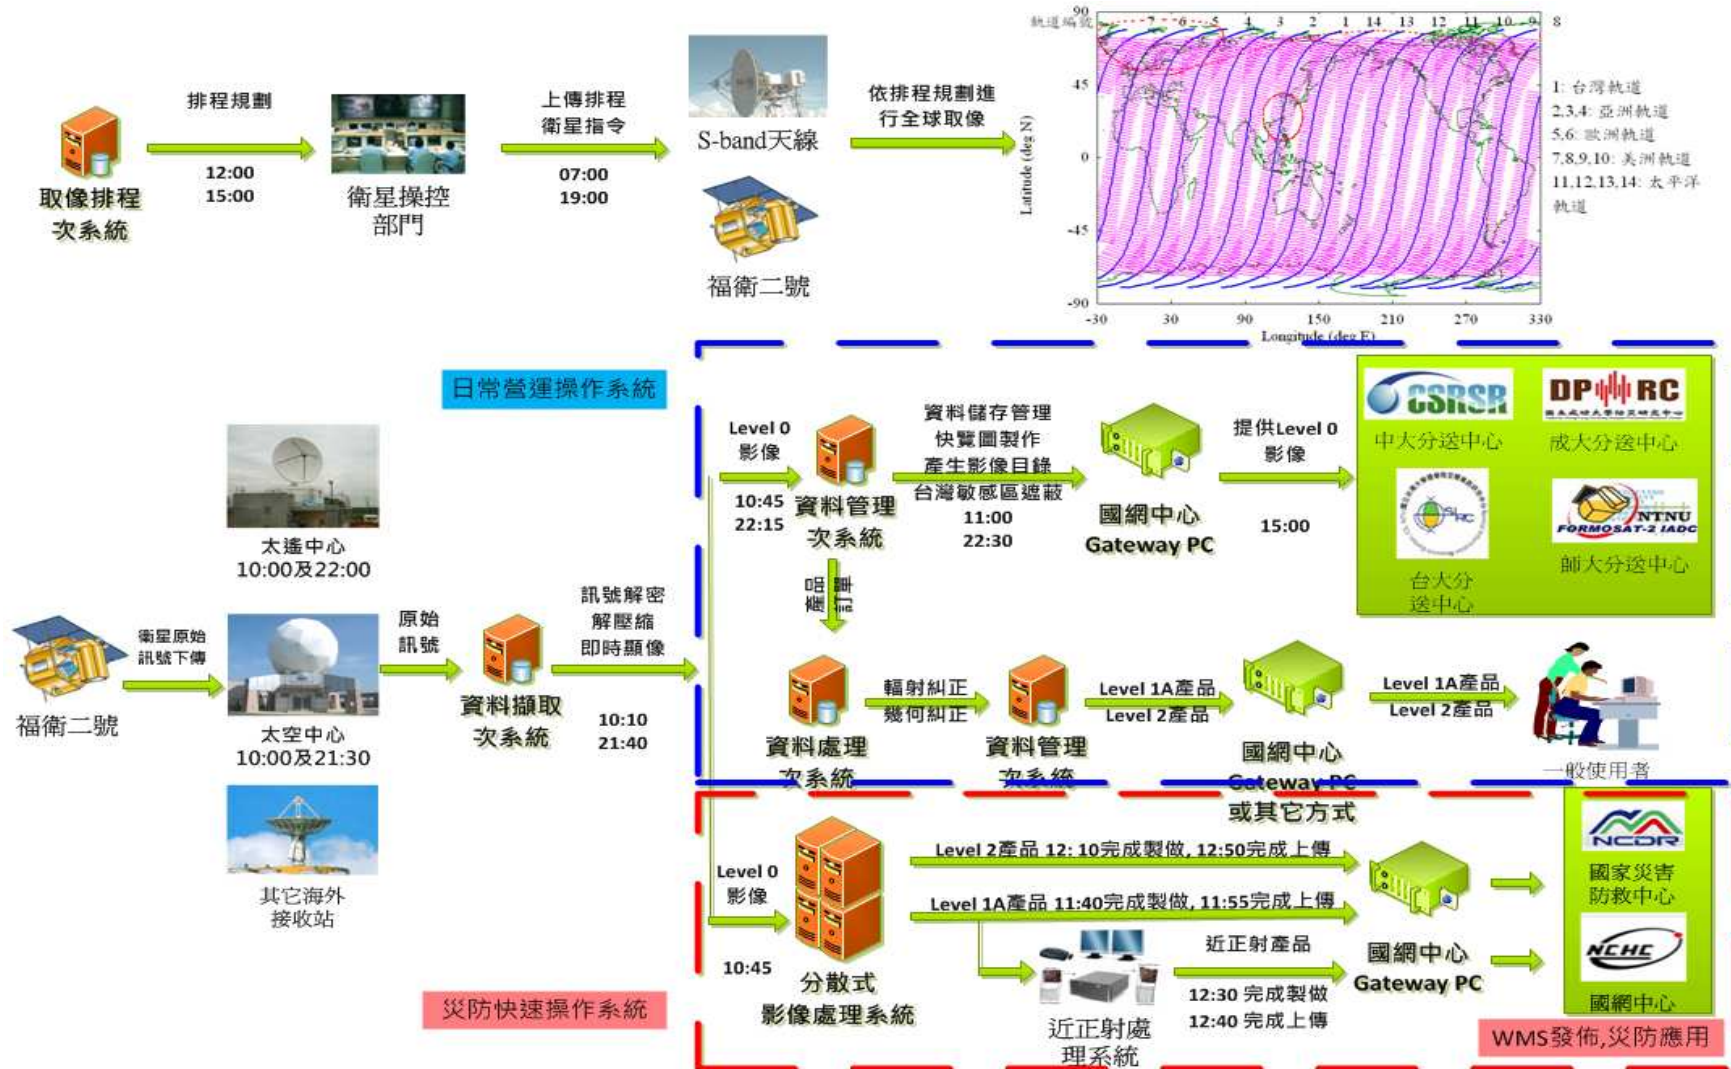 排程規劃
12:00
15:00
取像排程
次系統
衛星操控
部門
上傳排程
衛星指令
07:00
19:00
S-band天線
福衛二號
依排程規劃進
行全球取像
軌道編號 7 6 5 4 3 2 1 14 13 12 11 10 9 8
90
45
0
-45
-90
Latitude (deg N)
-30 30 90 150 210 270 330
Longitude (deg E)
1: 台灣軌道
2,3,4: 亞洲軌道
5,6: 歐洲軌道
7,8,9,10: 美洲軌道
11,12,13,14: 太平洋
軌道
日常營運操作系統
福衛二號
衛星原始
訊號下傳
太遙中心
10:00及22:00
太空中心
10:00及21:30
其它海外
接收站
原始
訊號
資料擷取
次系統
訊號解密
解壓縮
即時顯像
10:10
21:40
Level 0
影像
10:45
22:15
資料管理
次系統
資料儲存管理
快覽圖製作
產生影像目錄
台灣敏感區遮蔽
11:00
22:30
國網中心
Gateway PC
提供Level 0
影像
15:00
CSRSR
中大分送中心
DPRC
國立成功大學防災研究中心
成大分送中心
台大分
送中心
NTNU
FORMOSAT-2 IADC
師大分送中心
產品
訂單
資料處理
次系統
輻射糾正
幾何糾正
資料管理
次系統
Level 1A產品
Level 2產品
國網中心
Gateway PC
或其它方式
Level 1A產品
Level 2產品
一般使用者
災防快速操作系統
Level 0
影像
10:45
分散式
影像處理系統
Level 2產品 12: 10完成製做, 12:50完成上傳
Level 1A產品 11:40完成製做, 11:55完成上傳
近正射處
理系統
近正射產品
12:30 完成製做
12:40 完成上傳
國網中心
Gateway PC
NCDR
國家災害
防救中心
NCHC
國網中心
WMS發佈,災防應用